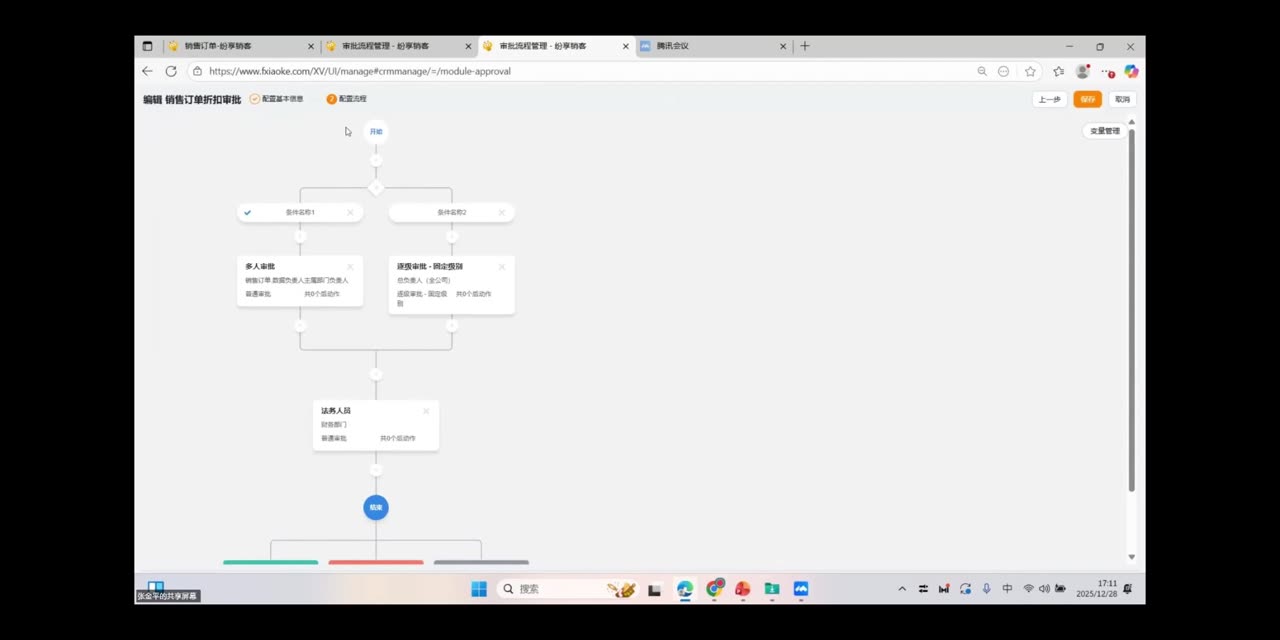 销售订单-纷享销客
审批流程管理 - 纷享销客
审批流程管理 - 纷享销客
腾讯会议
https://www.fxiaoke.com/XV/UI/manage#crmmanage/=/module-approval
编辑 销售订单折扣审批
配置基本信息
2 配置流程
上一步
保存
取消
变量管理
开始
条件名称1
条件名称2
多人审批
销售订单.数据负责人主属部门负责人
普通审批
共0个后动作
逐级审批 - 固定级别
总负责人（全公司）
逐级审批 - 固定级
别
共0个后动作
法务人员
财务部门
普通审批
共0个后动作
结束
搜索
中
17:11
2025/12/28
张金平的共享屏幕